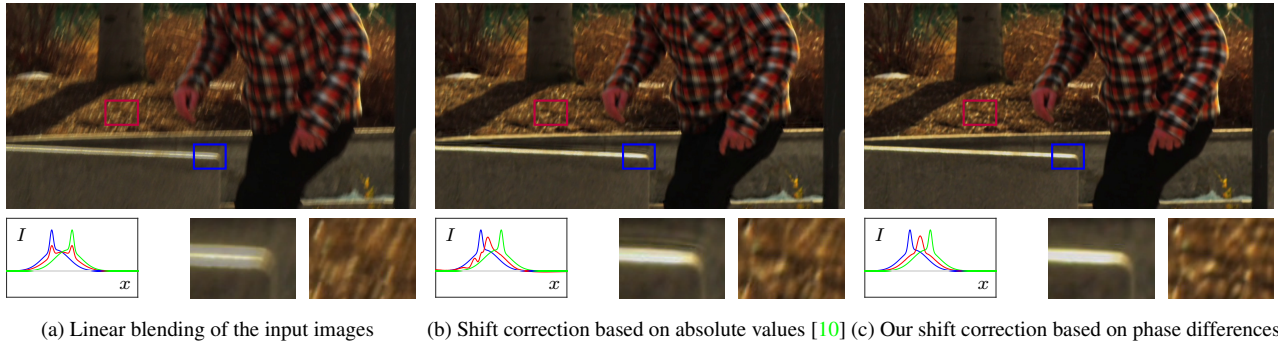 I
x
I
x
I
x
(a) Linear blending of the input images
(b) Shift correction based on absolute values [10]
(c) Our shift correction based on phase differences